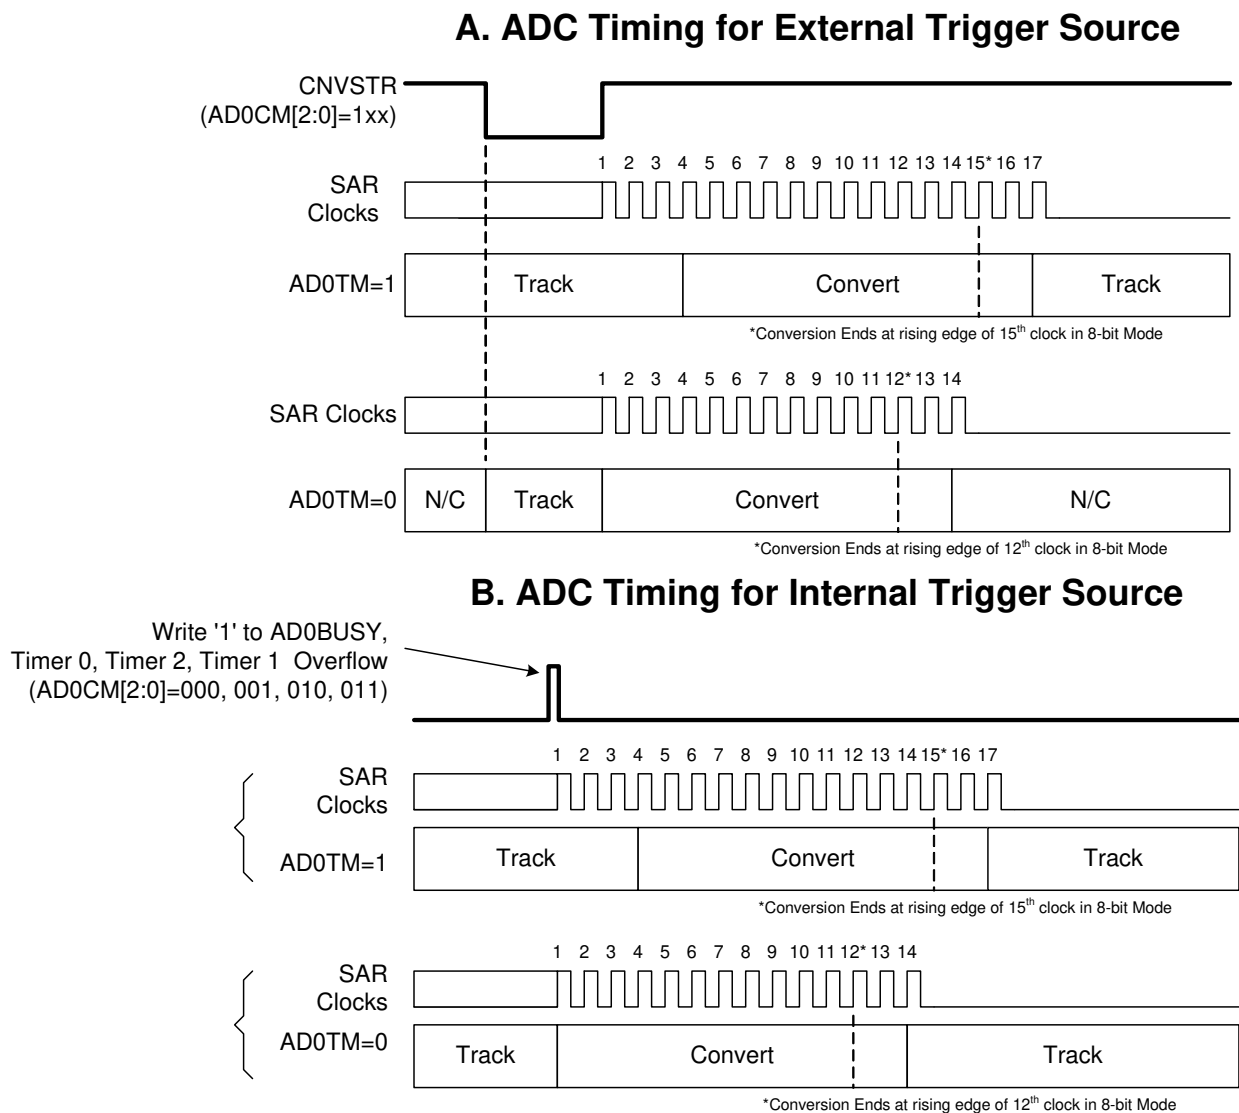 A. ADC Timing for External Trigger Source
CNVSTR
(AD0CM[2:0]=1xx)
1 2 3 4 5 6 7 8 9 10 11 12 13 14 15* 16 17
SAR
Clocks
AD0TM=1 Track Convert Track
*Conversion Ends at rising edge of 15th clock in 8-bit Mode
1 2 3 4 5 6 7 8 9 10 11 12* 13 14
SAR Clocks
AD0TM=0 N/C Track Convert N/C
*Conversion Ends at rising edge of 12th clock in 8-bit Mode
B. ADC Timing for Internal Trigger Source
Write '1' to AD0BUSY,
Timer 0, Timer 2, Timer 1 Overflow
(AD0CM[2:0]=000, 001, 010, 011)
1 2 3 4 5 6 7 8 9 10 11 12 13 14 15* 16 17
SAR
Clocks
AD0TM=1 Track Convert Track
*Conversion Ends at rising edge of 15th clock in 8-bit Mode
1 2 3 4 5 6 7 8 9 10 11 12* 13 14
SAR
Clocks
AD0TM=0 Track Convert Track
*Conversion Ends at rising edge of 12th clock in 8-bit Mode